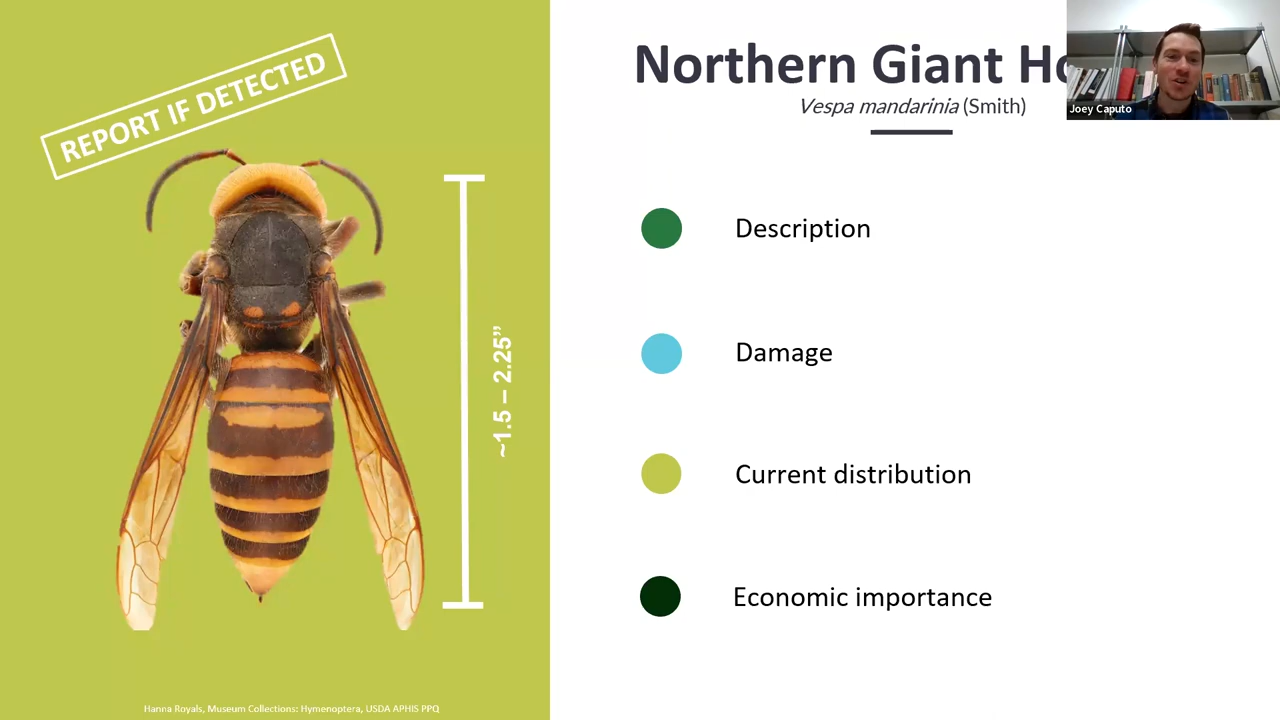 REPORT IF DETECTED
~1.5 – 2.25”
Hanna Royals, Museum Collections: Hymenoptera, USDA APHIS PPQ
Northern Giant Ho
Vespa mandarinia (Smith)
Joey Caputo
Description
Damage
Current distribution
Economic importance